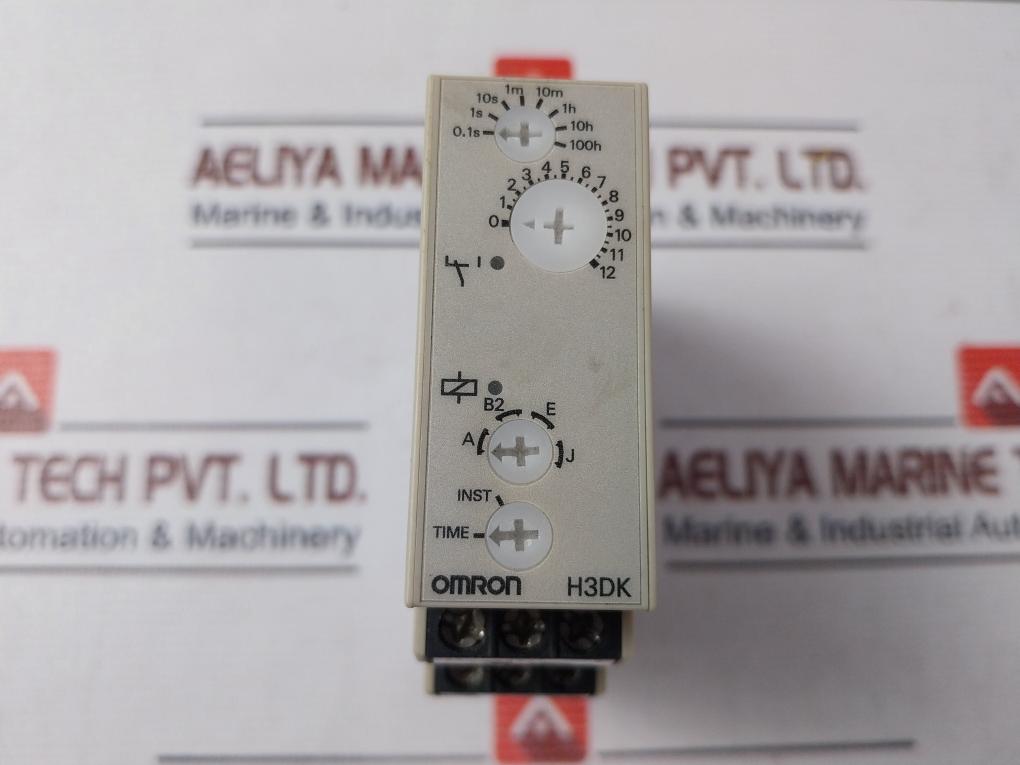 1m 10m
10s 1h
1s 10h
0.1s 100h
0 1 2 3 4 5 6 7 8 9 10 11 12
B2 E
A J
INST
TIME
OMRON H3DK
AELIYA MA PVT. LTD.
Marine & Indus n & Machinery
TECH PVT. LTD.
tomation & Machinery
AELIYA MARINE T
Marine & Industrial Aut